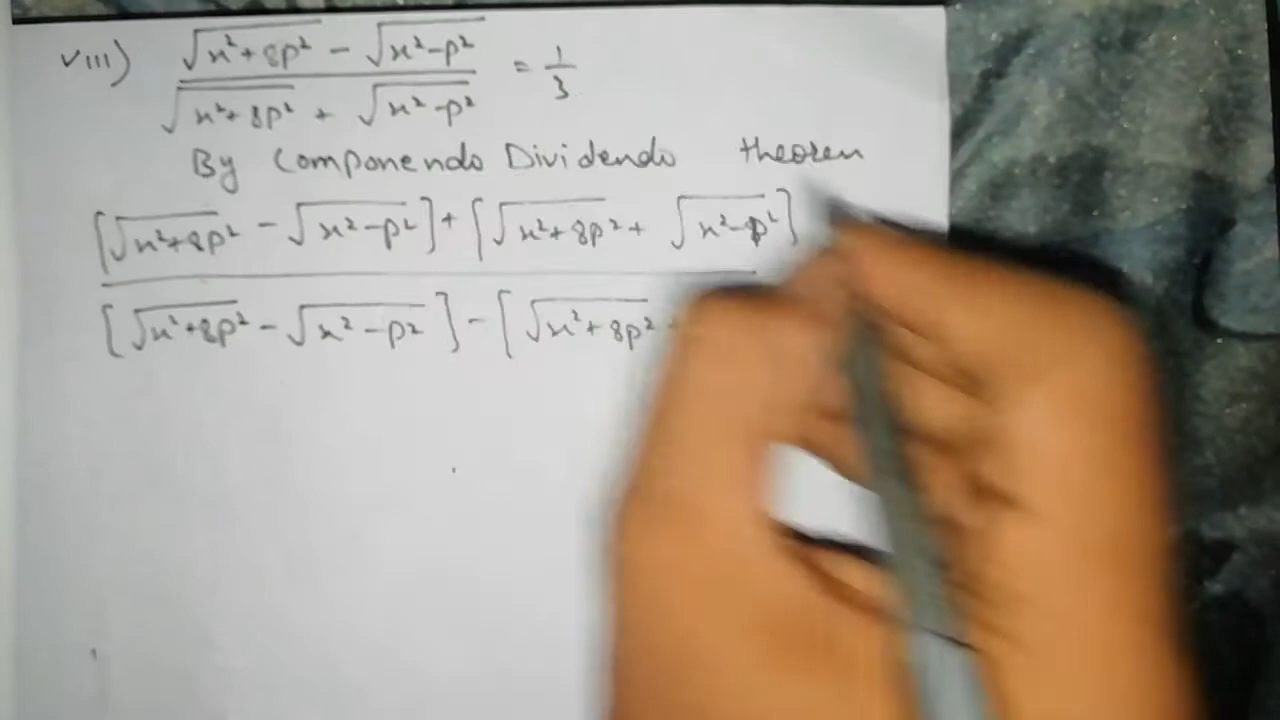 viii) (√x²+8p² - √x²-p²) / (√x²+8p² + √x²-p²) = 1/3
By Componendo Dividendo theorem
[√x²+8p² - √x²-p²] + [√x²+8p² + √x²-p²]
[√x²+8p² - √x²-p²] - [√x²+8p²